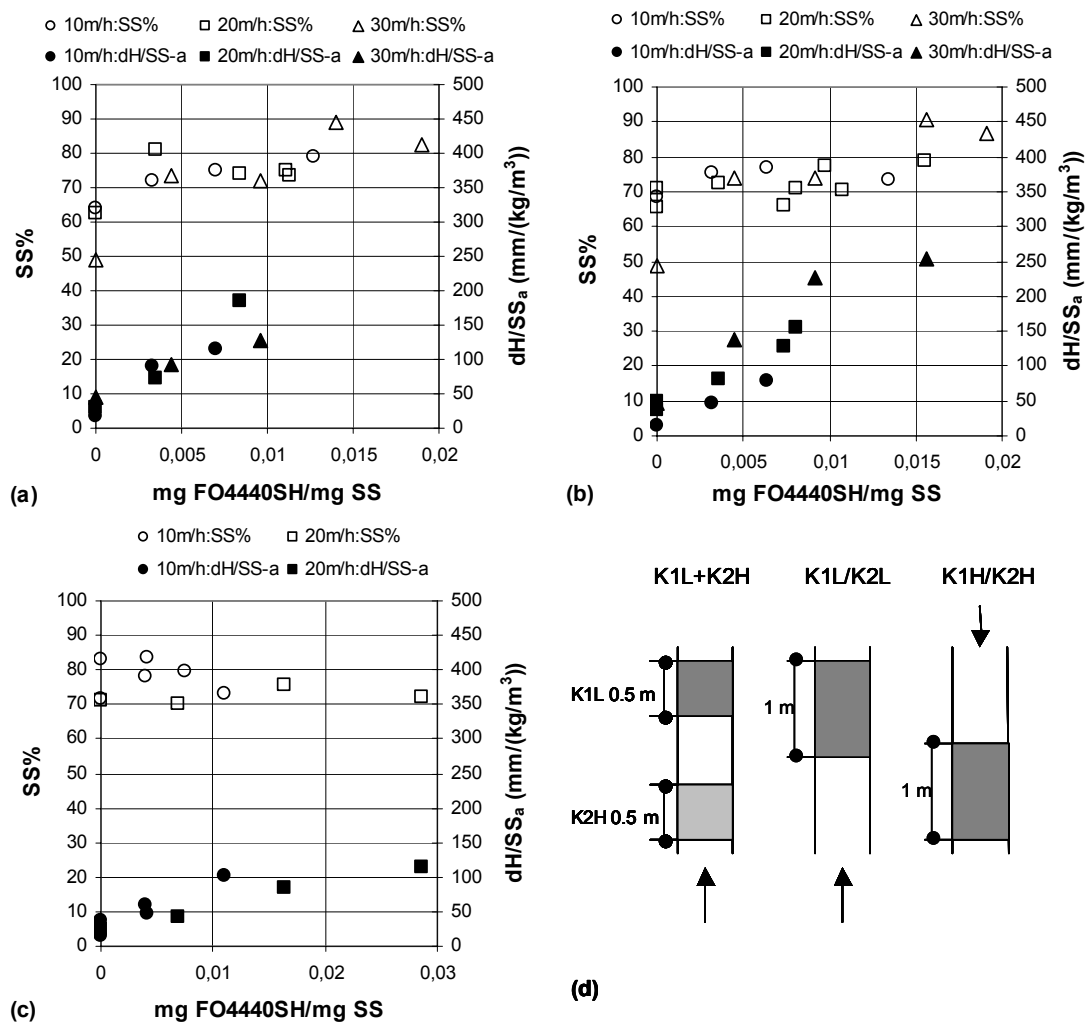 10m/h:SS% 20m/h:SS% 30m/h:SS%
10m/h:dH/SS-a 20m/h:dH/SS-a 30m/h:dH/SS-a
100 90 80 70 60 50 40 30 20 10 0
SS%
500 450 400 350 300 250 200 150 100 50 0
dH/SSa (mm/(kg/m3))
0 0,005 0,01 0,015 0,02
mg FO4440SH/mg SS
(a)
10m/h:SS% 20m/h:SS% 30m/h:SS%
10m/h:dH/SS-a 20m/h:dH/SS-a 30m/h:dH/SS-a
100 90 80 70 60 50 40 30 20 10 0
SS%
500 450 400 350 300 250 200 150 100 50 0
dH/SSa (mm/(kg/m3))
0 0,005 0,01 0,015 0,02
mg FO4440SH/mg SS
(b)
10m/h:SS% 20m/h:SS%
10m/h:dH/SS-a 20m/h:dH/SS-a
100 90 80 70 60 50 40 30 20 10 0
SS%
500 450 400 350 300 250 200 150 100 50 0
dH/SSa (mm/(kg/m3))
0 0,01 0,02 0,03
mg FO4440SH/mg SS
(c)
K1L+K2H K1L/K2L K1H/K2H
K1L 0.5 m
1 m
1 m
K2H 0.5 m
(d)